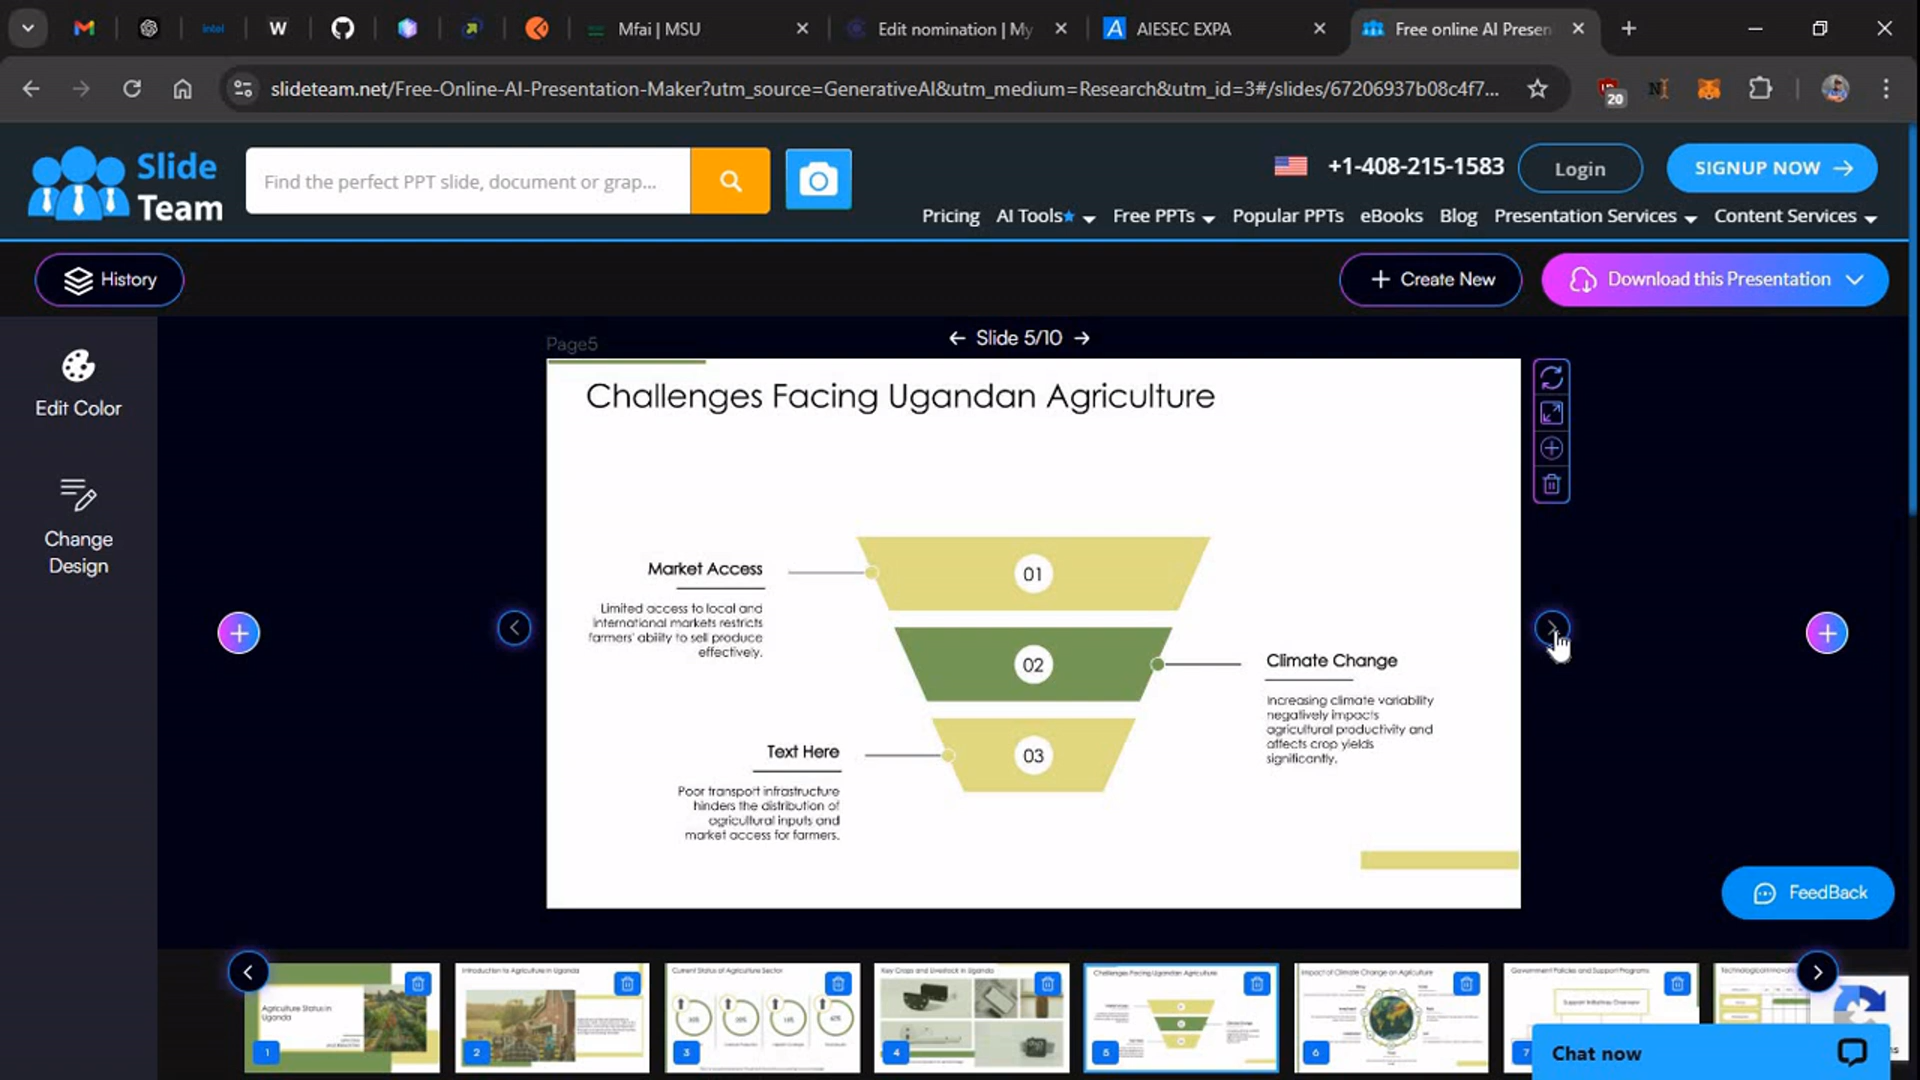 intel
W
Mfai | MSU
Edit nomination | My
AIESEC EXPA
Free online AI Presen
slideteam.net/Free-Online-AI-Presentation-Maker?utm_source=GenerativeAI&utm_medium=Research&utm_id=3#/slides/67206937b08c4f7...
20
Slide
Team
Find the perfect PPT slide, document or grap...
+1-408-215-1583
Login
SIGNUP NOW
Pricing
AI Tools
Free PPTs
Popular PPTs
eBooks
Blog
Presentation Services
Content Services
History
+ Create New
Download this Presentation
Edit Color
Change
Design
Page5
← Slide 5/10 →
Challenges Facing Ugandan Agriculture
01
Market Access
Limited access to local and
international markets restricts
farmers' ability to sell produce
effectively.
02
Climate Change
Increasing climate variability
negatively impacts
agricultural productivity and
affects crop yields
significantly.
03
Text Here
Poor transport infrastructure
hinders the distribution of
agricultural inputs and
market access for farmers.
FeedBack
Agriculture Status in
Uganda
1
Introduction to Agriculture in Uganda
2
Current Status of Agriculture Sector
3
Key Crops and Livestock in Uganda
4
Challenges Facing Ugandan Agriculture
5
Impact of Climate Change on Agriculture
6
Government Policies and Support Programs
Support Initiatives Overview
7
Chat now